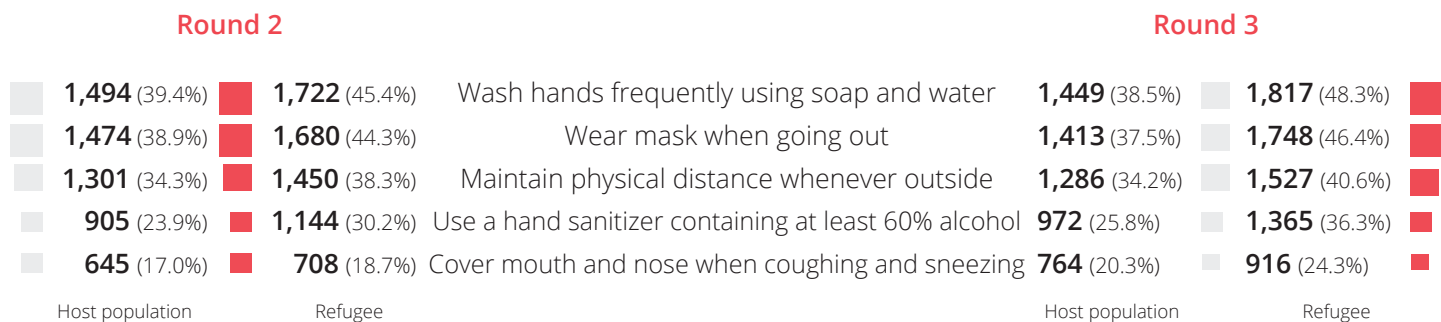 Round 2 Round 3
1,494 (39.4%) 1,722 (45.4%) Wash hands frequently using soap and water 1,449 (38.5%) 1,817 (48.3%)
1,474 (38.9%) 1,680 (44.3%) Wear mask when going out 1,413 (37.5%) 1,748 (46.4%)
1,301 (34.3%) 1,450 (38.3%) Maintain physical distance whenever outside 1,286 (34.2%) 1,527 (40.6%)
905 (23.9%) 1,144 (30.2%) Use a hand sanitizer containing at least 60% alcohol 972 (25.8%) 1,365 (36.3%)
645 (17.0%) 708 (18.7%) Cover mouth and nose when coughing and sneezing 764 (20.3%) 916 (24.3%)
Host population Refugee Host population Refugee